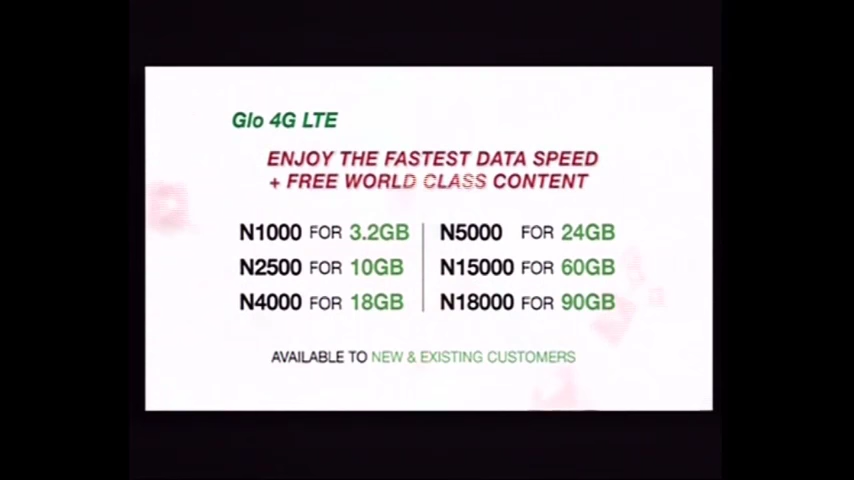 Glo 4G LTE
ENJOY THE FASTEST DATA SPEED
+ FREE WORLD CLASS CONTENT
N1000 FOR 3.2GB
N2500 FOR 10GB
N4000 FOR 18GB
N5000 FOR 24GB
N15000 FOR 60GB
N18000 FOR 90GB
AVAILABLE TO NEW & EXISTING CUSTOMERS